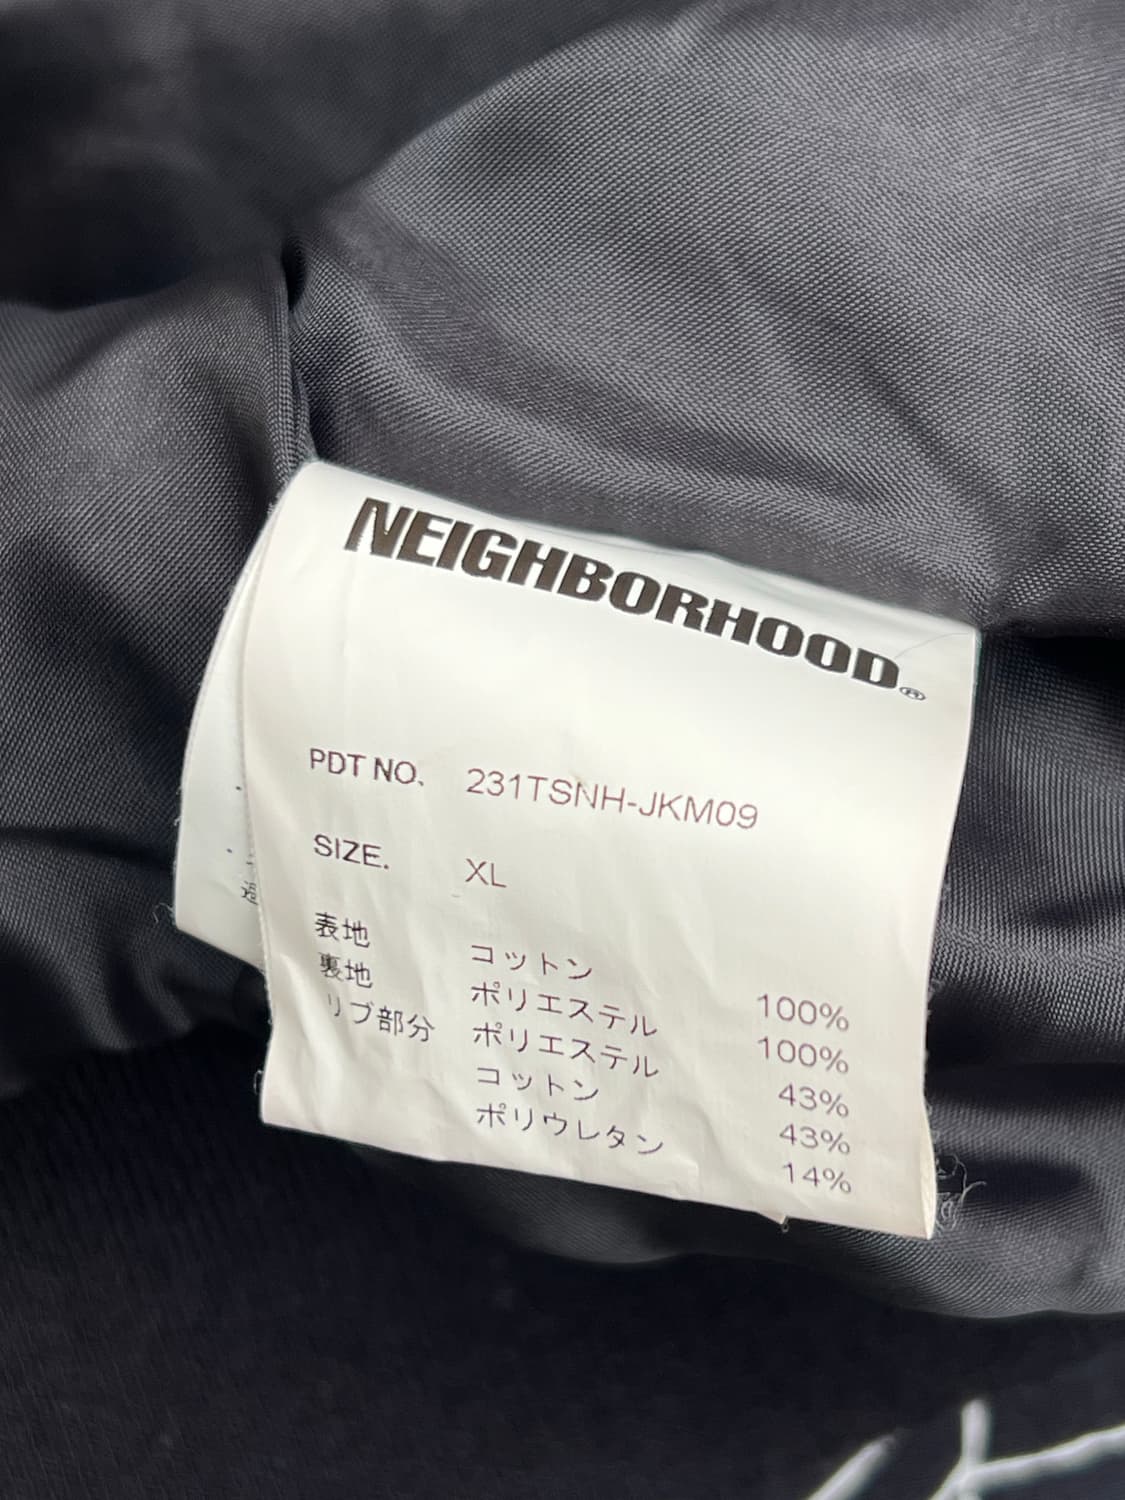 NEIGHBORHOOD®
PDT NO. 231TSNH-JKM09
SIZE. XL
表地 コットン 100%
裏地 ポリエステル 100%
リブ部分 ポリエステル 43%
コットン 43%
ポリウレタン 14%